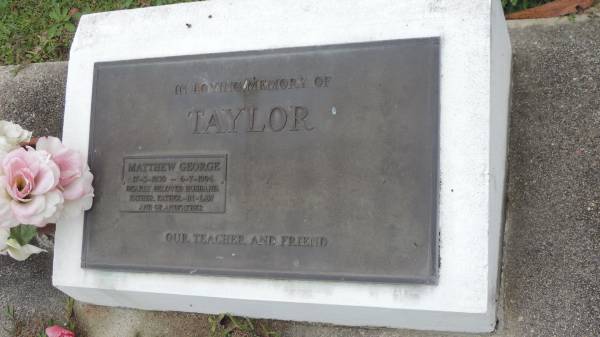 IN LOVING MEMORY OF
TAYLOR
MATTHEW GEORGE
DEARLY BELOVED HUSBAND
FATHER, FATHER-IN-LAW
AND GRANDFATHER
OUR TEACHER AND FRIEND